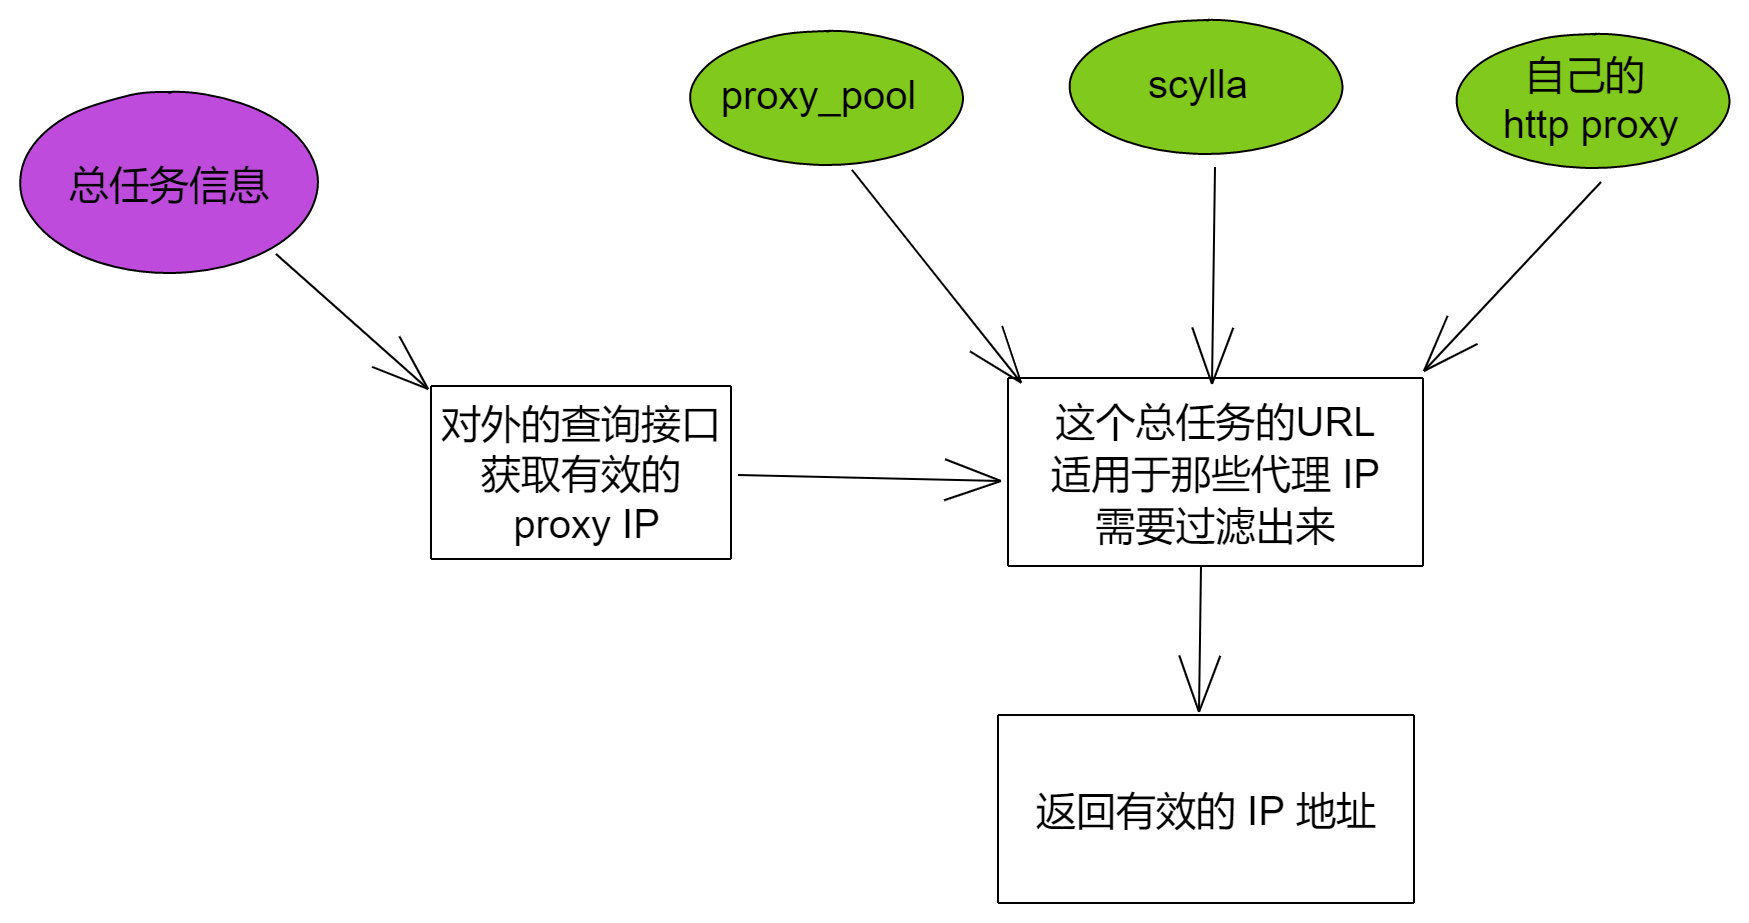 proxy_pool
scylla
自己的
http proxy
总任务信息
对外的查询接口
获取有效的
proxy IP
这个总任务的URL
适用于那些代理 IP
需要过滤出来
返回有效的 IP 地址